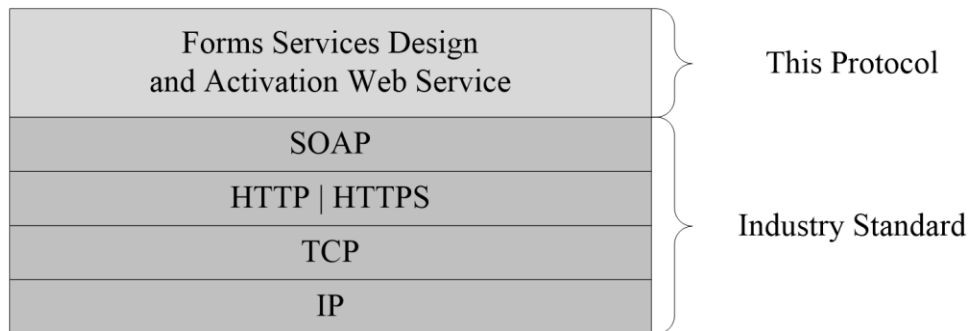 Forms Services Design
and Activation Web Service
This Protocol
SOAP
HTTP | HTTPS
TCP
IP
Industry Standard